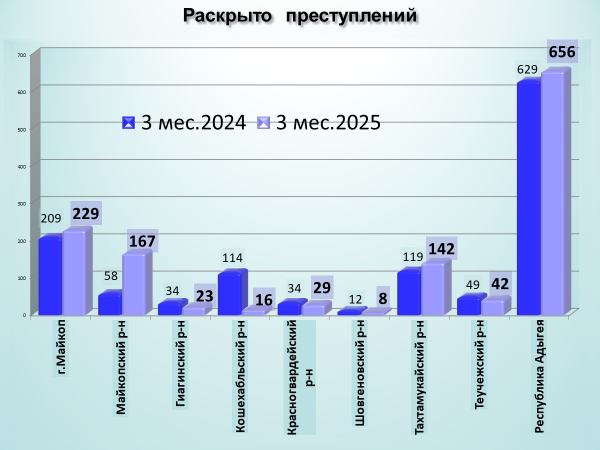 Раскрыто преступлений
700
600
500
400
300
200
100
0
3 мес.2024 3 мес.2025
209 229
58 167
34 23
114 16
34 29
12 8
119 142
49 42
629 656
г.Майкоп
Майкопский р-н
Гиагинский р-н
Кошехабльский р-н
Красногвардейский
р-н
Шовгеновский р-н
Тахтамукайский р-н
Теучежский р-н
Республика Адыгея